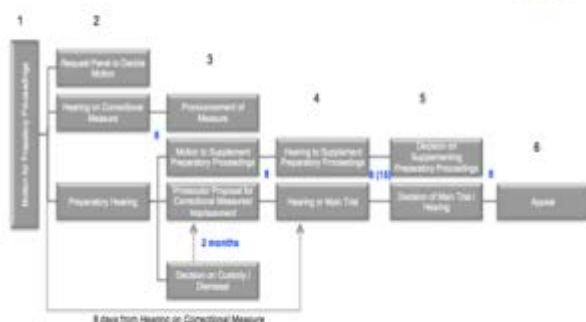 1
2
3
4
5
6
Motion for Preparatory Proceedings
Request Panel to Decide
Motion
Hearing on Correctional
Measure
Pronouncement of
Measure
8
Motion to Supplement
Preparatory Proceedings
8
Hearing to Supplement
Preparatory Proceedings
8 (15)
Decision on
Supplementing
Preparatory Proceedings
8
Preparatory Hearing
Prosecutor Proposal for
Correctional Measures/
Imprisonment
Hearing or Main Trial
Decision of Main Trial /
Hearing
Appeal
2 months
Decision on Custody /
Dismissal
8 days from Hearing on Correctional Measure